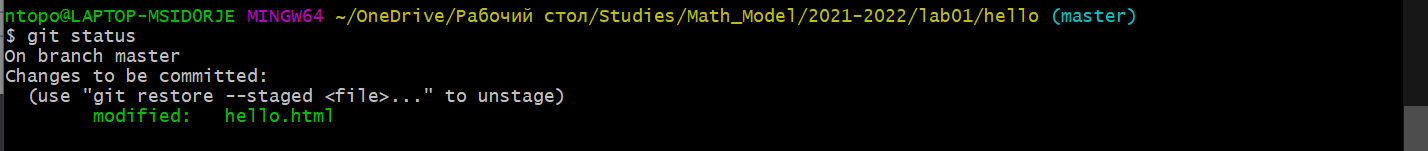 ntopo@LAPTOP-MSIDORJE MINGW64 ~/OneDrive/Рабочий стол/Studies/Math_Model/2021-2022/lab01/hello (master)
$ git status
On branch master
Changes to be committed:
  (use "git restore --staged <file>..." to unstage)
        modified:   hello.html